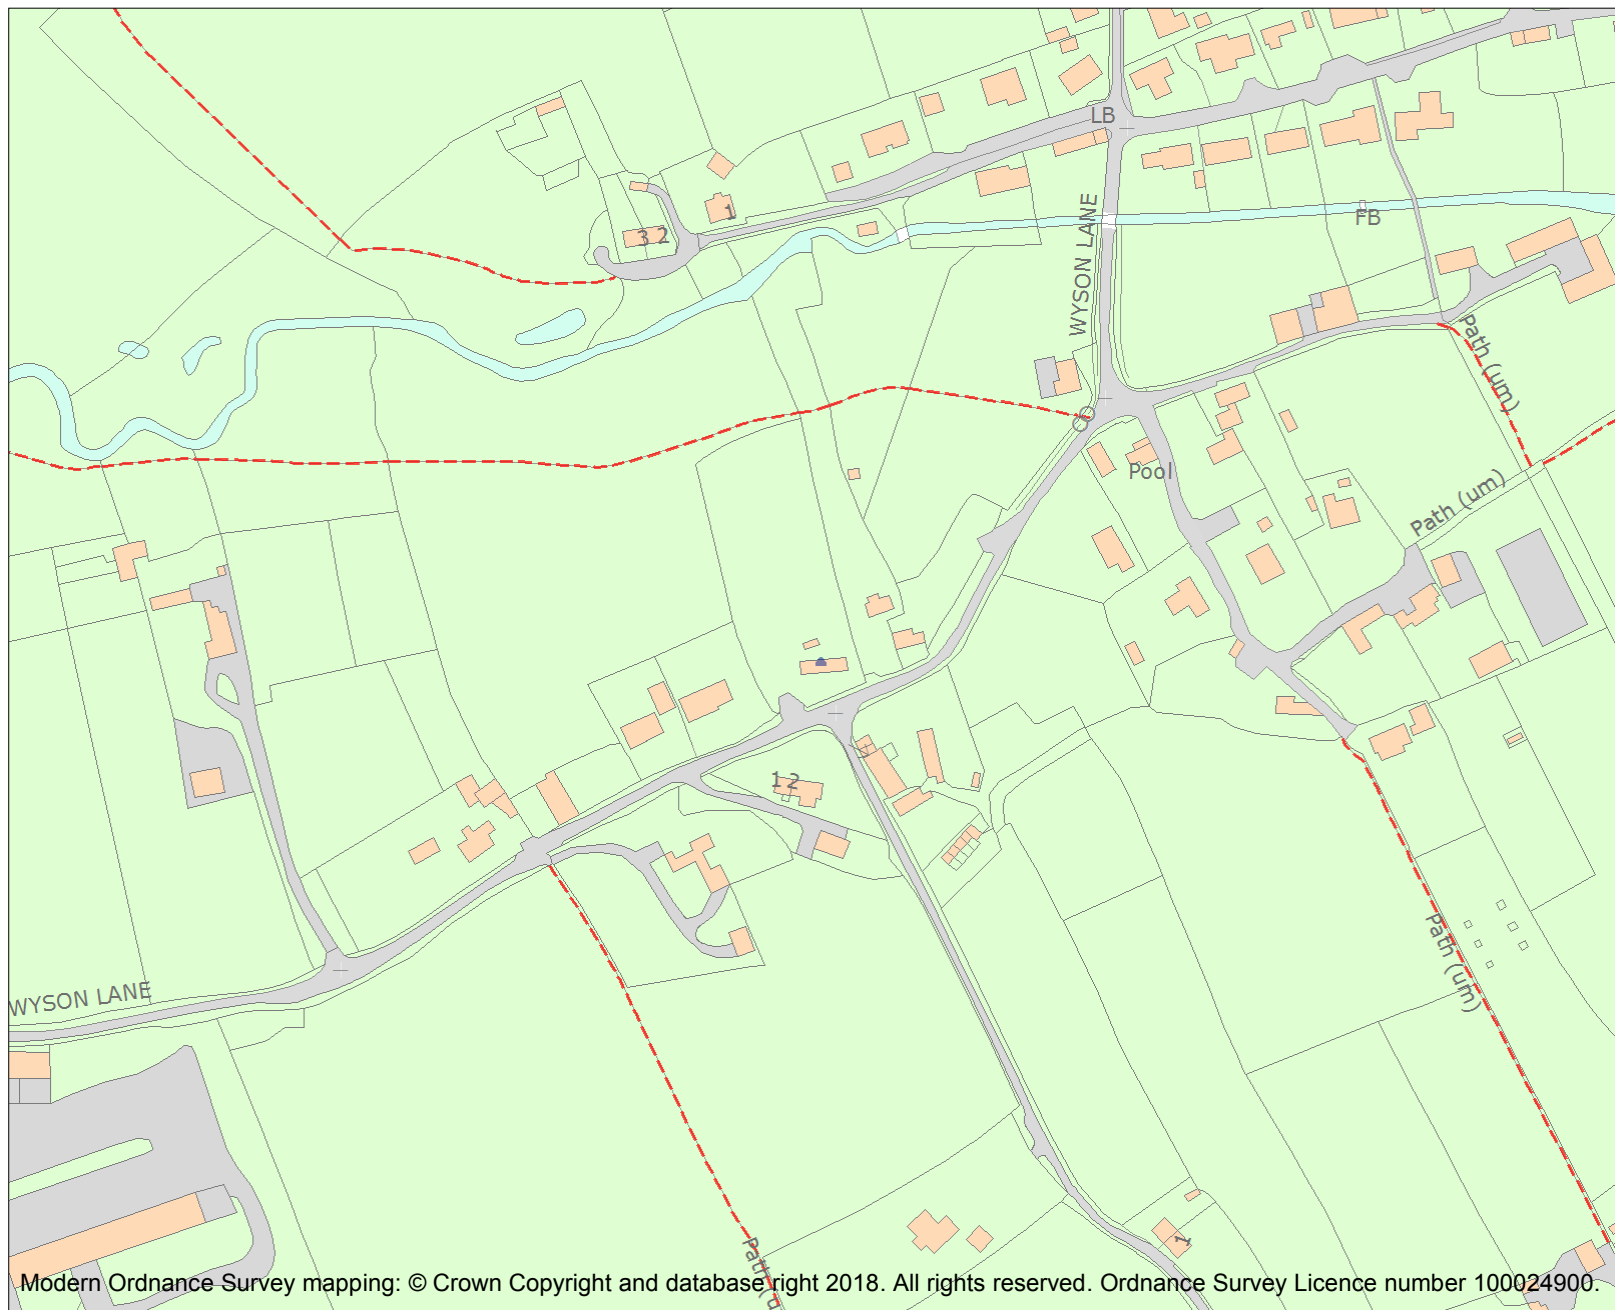 LB
1
3 2
FB
WYSON LANE
Path (um)
Pool
Path (um)
1 2
Path (um)
WYSON LANE
1
Modern Ordnance Survey mapping: © Crown Copyright and database right 2018. All rights reserved. Ordnance Survey Licence number 100024900.